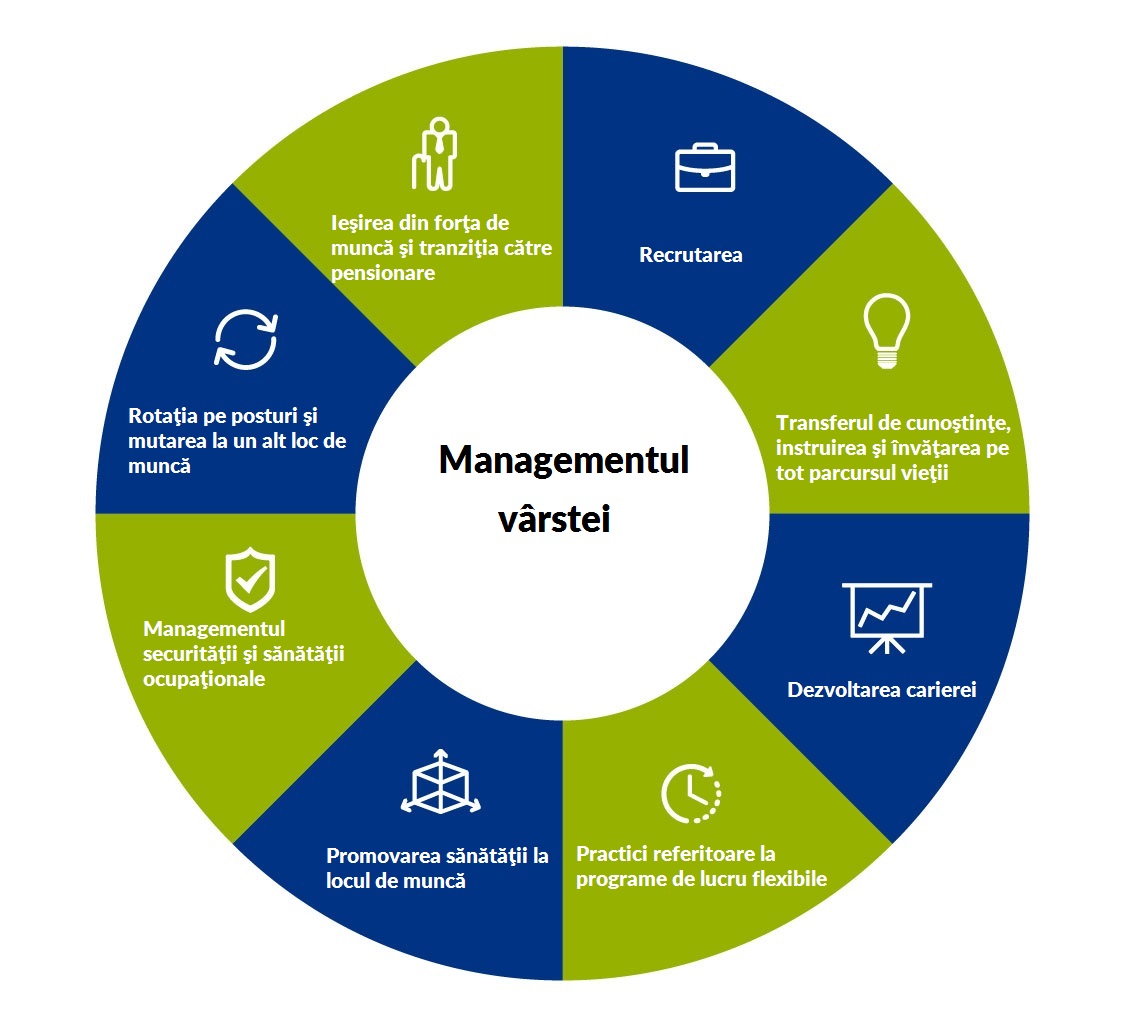 Managementul
vârstei
Recrutarea
Transferul de cunoştinţe,
instruirea şi învăţarea pe
tot parcursul vieţii
Dezvoltarea carierei
Practici referitoare la
programe de lucru flexibile
Promovarea sănătăţii la
locul de muncă
Managementul
securităţii şi sănătăţii
ocupaţionale
Rotaţia pe posturi şi
mutarea la un alt loc de
muncă
Ieşirea din forţa de
muncă şi tranziţia către
pensionare